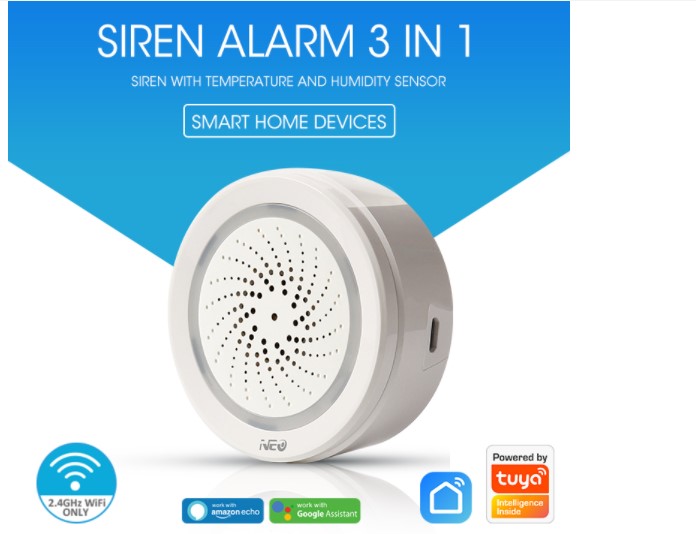 SIREN ALARM 3 IN 1
SIREN WITH TEMPERATURE AND HUMIDITY SENSOR
SMART HOME DEVICES
NEO
2.4GHz WiFi
ONLY
work with
amazon echo
work with
Google Assistant
Powered by
tuya
Intelligence
Inside